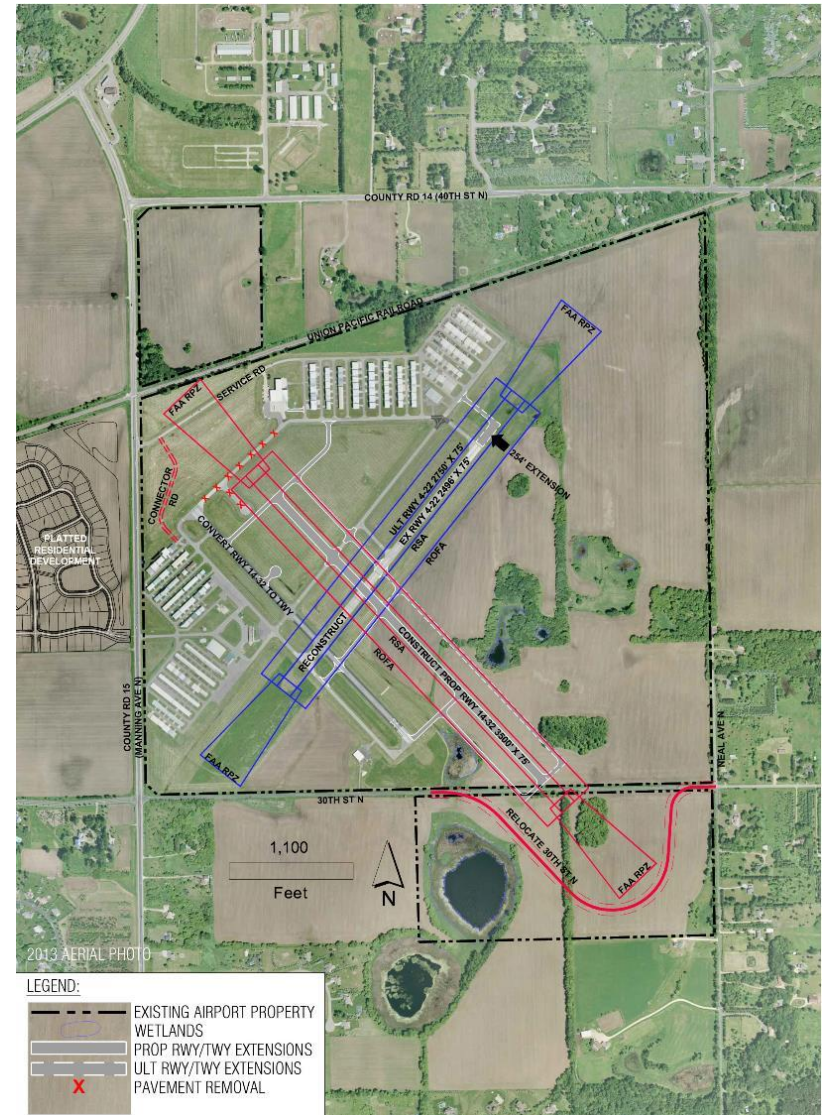 COUNTY RD 14 (40TH ST N)
UNION PACIFIC RAILROAD
FAA RPZ
FAA RPZ
SERVICE RD
254' EXTENSION
ULT RWY 4-22 2750' X 75'
EX RWY 4-22 2496' X 75'
RSA
ROFA
CONNECTOR
RD
PLATTED
RESIDENTIAL
DEVELOPMENT
CONVERT RWY 14-32 TO TWY
RECONSTRUCT
CONSTRUCT PROP RWY 14-32 3500' X 75'
RSA
ROFA
COUNTY RD 15
(MANNING AVE N)
NEAL AVE N
FAA RPZ
30TH ST N
RELOCATE 30TH ST N
FAA RPZ
1,100
Feet
N
2013 AERIAL PHOTO
LEGEND:
EXISTING AIRPORT PROPERTY
WETLANDS
PROP RWY/TWY EXTENSIONS
ULT RWY/TWY EXTENSIONS
X PAVEMENT REMOVAL